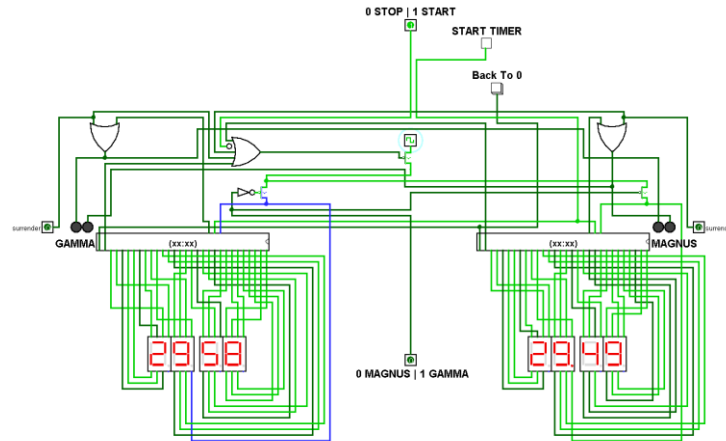 0 STOP | 1 START
START TIMER
Back To 0
surrender
GAMMA
MAGNUS
surren
(xx:xx)
(xx:xx)
29 58
29. 49
0 MAGNUS | 1 GAMMA